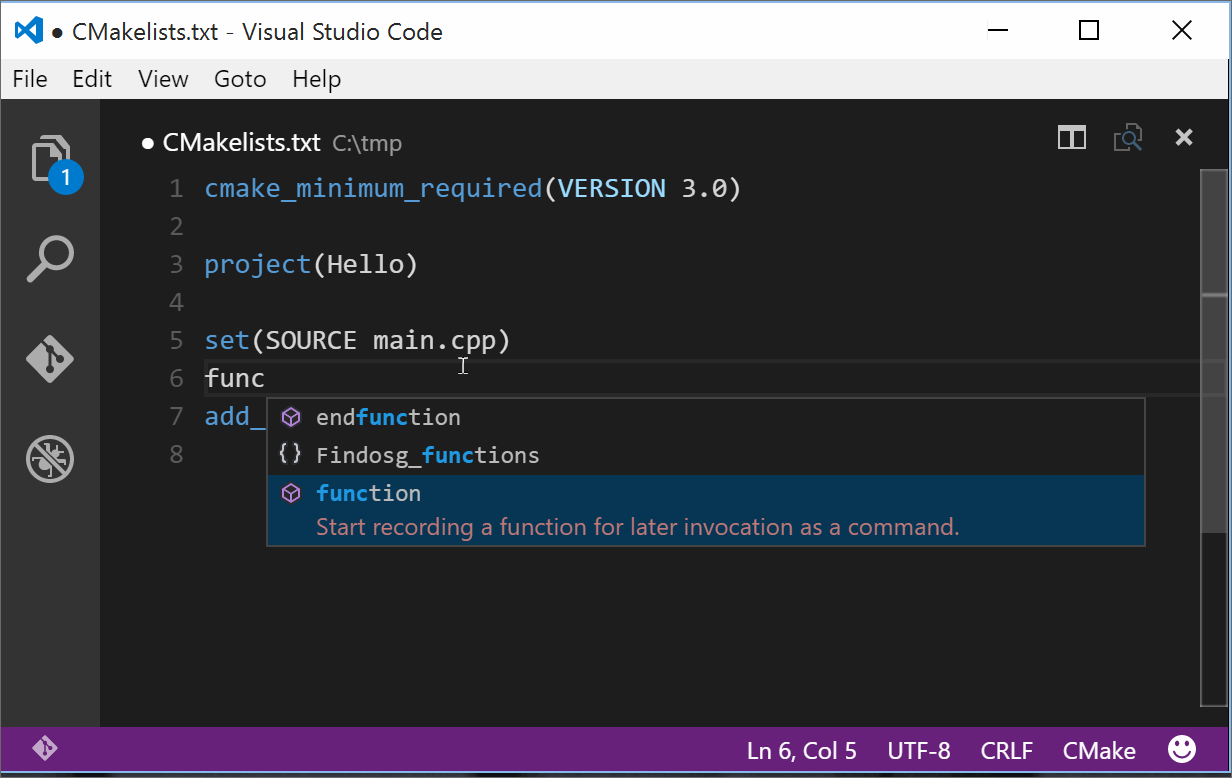 ● CMakelists.txt - Visual Studio Code
File Edit View Goto Help
● CMakelists.txt C:\tmp
1
1 cmake_minimum_required(VERSION 3.0)
2
3 project(Hello)
4
5 set(SOURCE main.cpp)
6 func
7 add_
8
endfunction
{} Findosg_functions
function
Start recording a function for later invocation as a command.
Ln 6, Col 5 UTF-8 CRLF CMake